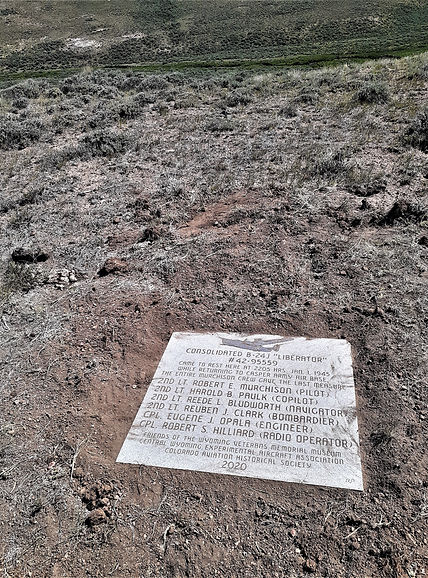 CONSOLIDATED B-24J "LIBERATOR"
#42-95559
CAME TO REST HERE AT 2205 HRS. JAN. 1, 1945
WHILE RETURNING TO CASPER ARMY AIR BASE.
THE ENTIRE MURCHISON CREW GAVE THE LAST MEASURE
2ND LT. ROBERT E. MURCHISON (PILOT)
2ND LT. HAROLD B. PAULK (COPILOT)
2ND LT. REEDE L. BLUDWORTH (NAVIGATOR)
2ND LT. REUBEN J. CLARK (BOMBARDIER)
CPL. EUGENE J. OPALA (ENGINEER)
CPL. ROBERT S. HILLIARD (RADIO OPERATOR)
FRIENDS OF THE WYOMING VETERANS MEMORIAL MUSEUM
CENTRAL WYOMING EXPERIMENTAL AIRCRAFT ASSOCIATION
COLORADO AVIATION HISTORICAL SOCIETY
2020